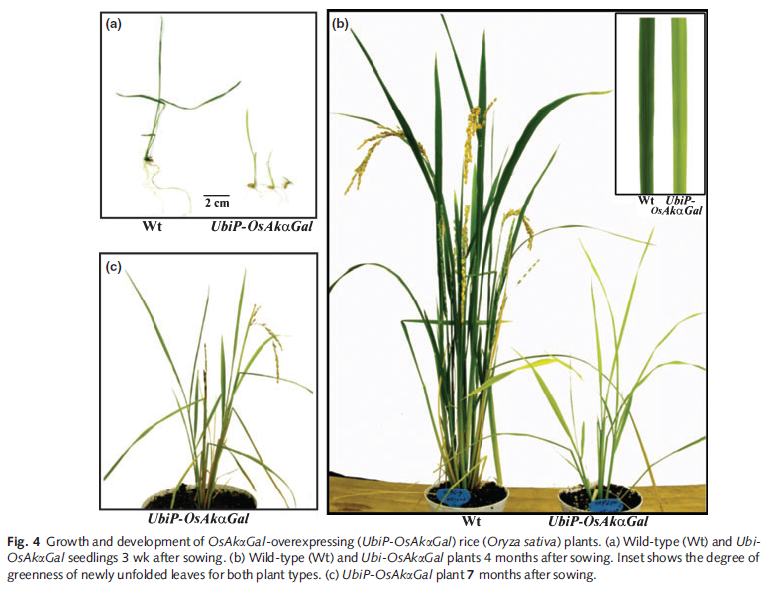 (a)
2 cm
Wt UbiP-OsAkαGal
(b)
Wt UbiP-
OsAkαGal
Wt UbiP-OsAkαGal
(c)
UbiP-OsAkαGal
Fig. 4 Growth and development of OsAkαGal-overexpressing (UbiP-OsAkαGal) rice (Oryza sativa) plants. (a) Wild-type (Wt) and Ubi-
OsAkαGal seedlings 3 wk after sowing. (b) Wild-type (Wt) and Ubi-OsAkαGal plants 4 months after sowing. Inset shows the degree of
greenness of newly unfolded leaves for both plant types. (c) UbiP-OsAkαGal plant 7 months after sowing.